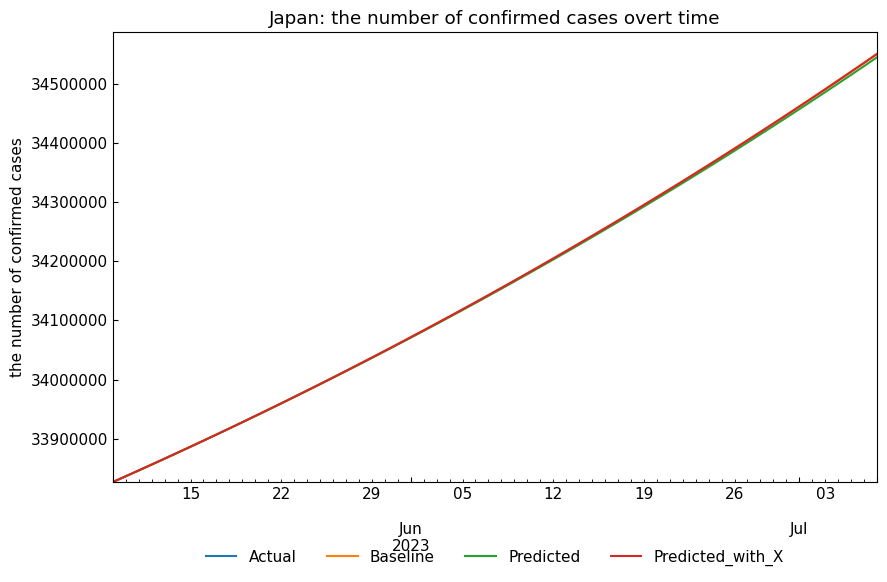 Japan: the number of confirmed cases overt time
the number of confirmed cases
34500000
34400000
34300000
34200000
34100000
34000000
33900000
15 22 29 05 12 19 26 03
Jun Jul
2023
Actual Baseline Predicted Predicted_with_X